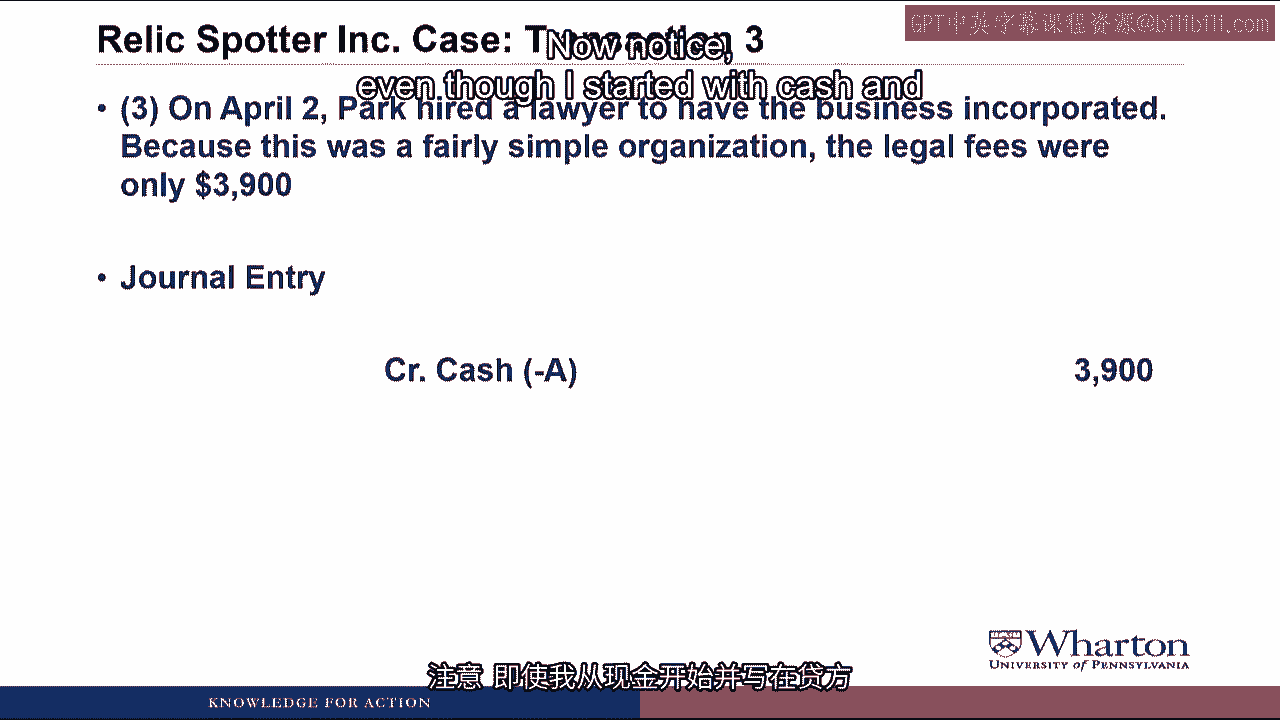 GPT中英字幕课程资源@bilibili.com
Relic Spotter Inc. Case: Transaction 3
Now notice,
even though I started with cash and
• (3) On April 2, Park hired a lawyer to have the business incorporated.
Because this was a fairly simple organization, the legal fees were
only $3,900
• Journal Entry
Cr. Cash (-A) 3,900
Wharton
UNIVERSITY of PENNSYLVANIA
注意 即使我从现金开始并写在贷方
KNOWLEDGE FOR ACTION